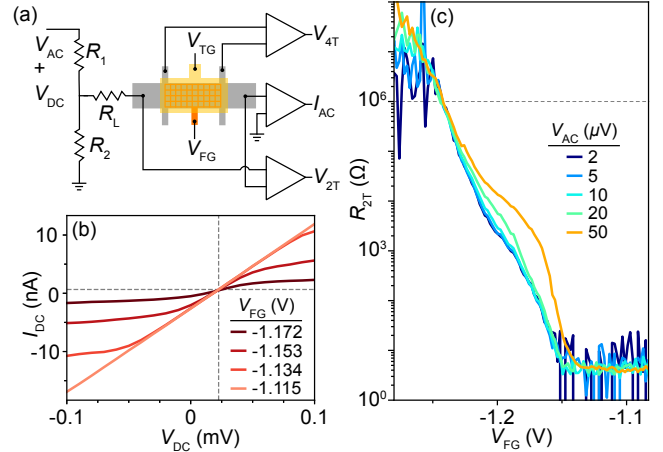 (a)
V_AC
+
V_DC
R_1
R_2
R_L
V_TG
V_FG
V_4T
I_AC
V_2T
(b)
10
0
-10
I_DC (nA)
V_FG (V)
-1.172
-1.153
-1.134
-1.115
-0.1
0
0.1
V_DC (mV)
(c)
10^6
10^3
10^0
R_2T (Ω)
V_AC (μV)
2
5
10
20
50
-1.2
-1.1
V_FG (V)